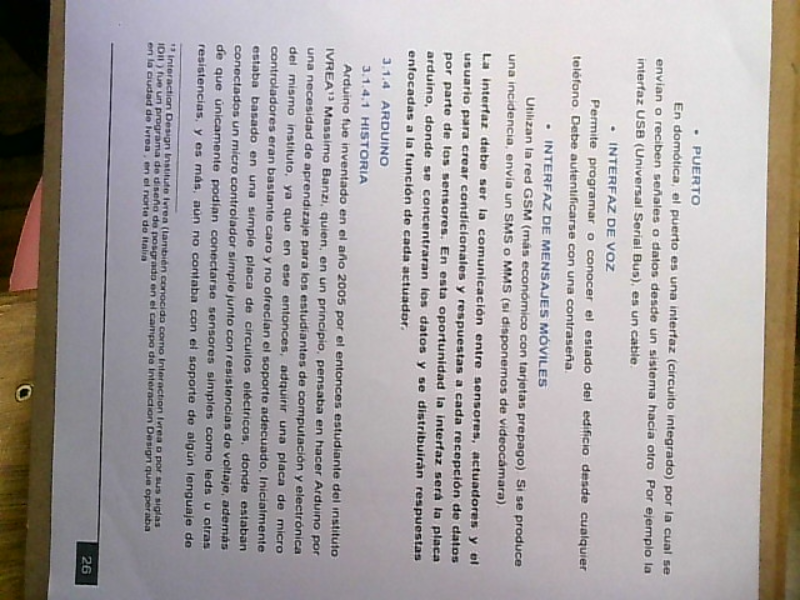 • PUERTO
En domótica, el puerto es una interfaz (circuito integrado) por la cual se
envían o reciben señales o datos desde un sistema hacia otro. Por ejemplo la
interfaz USB (Universal Serial Bus), es un cable.
• INTERFAZ DE VOZ
Permite programar o conocer el estado del edificio desde cualquier
teléfono. Debe autentificarse con una contraseña.
• INTERFAZ DE MENSAJES MÓVILES
Utilizan la red GSM (más económico con tarjetas prepago). Si se produce
una incidencia, envía un SMS o MMS (si disponemos de videocámara).
La interfaz debe ser la comunicación entre sensores, actuadores y el
usuario para crear condicionales y respuestas a cada recepción de datos
por parte de los sensores. En esta oportunidad la interfaz será la placa
arduino, donde se concentraran los datos y se distribuirán respuestas
enfocadas a la función de cada actuador.
3.1.4 ARDUINO
3.1.4.1 HISTORIA
Arduino fue inventado en el año 2005 por el entonces estudiante del instituto
IVREA¹³ Massimo Banzi, quien, en un principio, pensaba en hacer Arduino por
una necesidad de aprendizaje para los estudiantes de computación y electrónica
del mismo instituto, ya que en ese entonces, adquirir una placa de micro
controladores eran bastante caro y no ofrecían el soporte adecuado. Inicialmente
estaba basado en una simple placa de circuitos eléctricos, donde estaban
conectados un micro controlador simple junto con resistencias de voltaje, además
de que únicamente podían conectarse sensores simples como leds u otras
resistencias, y es más, aún no contaba con el soporte de algún lenguaje de
¹³ Interaction Design Institute Ivrea (también conocido como Interaction Ivrea o por sus siglas
IDII ) fue un programa de diseño de posgrado en el campo de Interaction Design que operaba
en la ciudad de Ivrea , en el norte de Italia
26